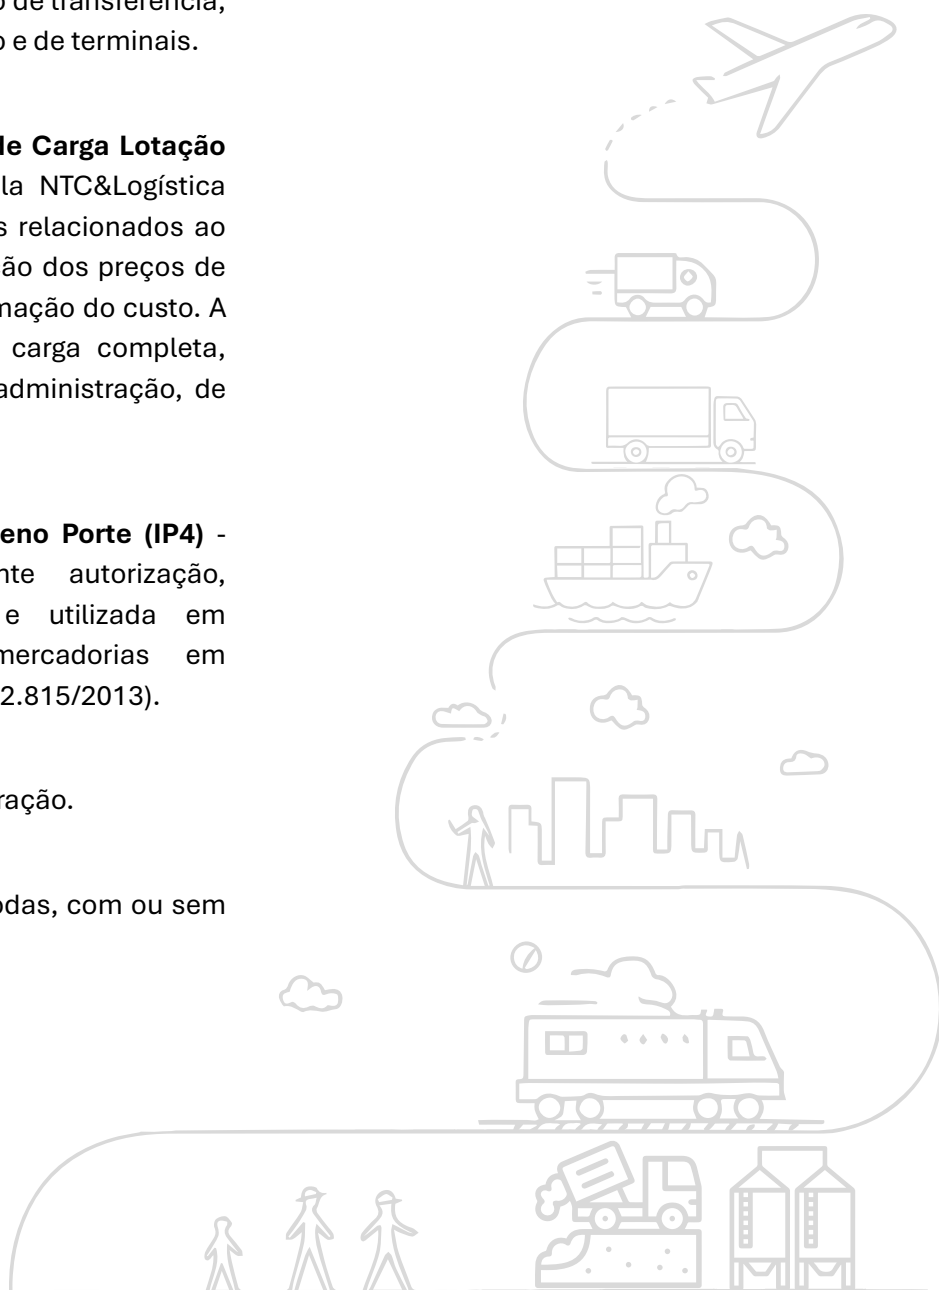 de transferência,
e de terminais.
de Carga Lotação
la NTC&Logística
s relacionados ao
ção dos preços de
mação do custo. A
carga completa,
administração, de
eno Porte (IP4) -
nte autorização,
e utilizada em
mercadorias em
2.815/2013).
ração.
odas, com ou sem